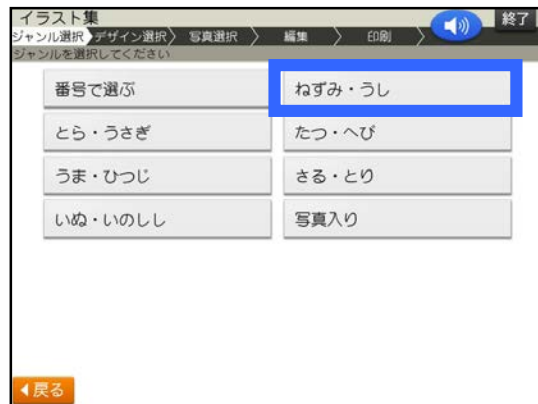 イラスト集
終了
ジャンル選択 デザイン選択 写真選択 編集 印刷
ジャンルを選択してください
番号で選ぶ
ねずみ・うし
とら・うさぎ
たつ・へび
うま・ひつじ
さる・とり
いぬ・いのしし
写真入り
戻る